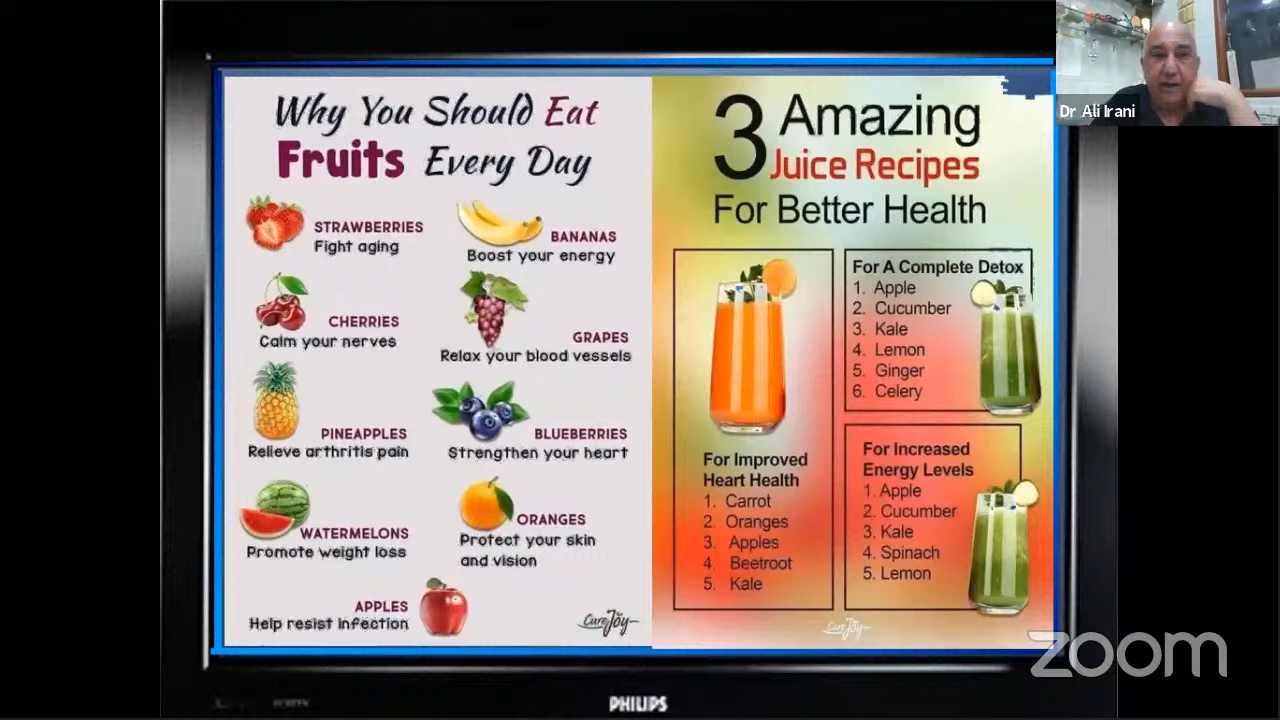 Why You Should Eat
Fruits Every Day
STRAWBERRIES
Fight aging
BANANAS
Boost your energy
CHERRIES
Calm your nerves
GRAPES
Relax your blood vessels
PINEAPPLES
Relieve arthritis pain
BLUEBERRIES
Strengthen your heart
WATERMELONS
Promote weight loss
ORANGES
Protect your skin
and vision
APPLES
Help resist infection
CureJoy
3 Amazing
Juice Recipes
For Better Health
For Improved
Heart Health
1. Carrot
2. Oranges
3. Apples
4. Beetroot
5. Kale
For A Complete Detox
1. Apple
2. Cucumber
3. Kale
4. Lemon
5. Ginger
6. Celery
For Increased
Energy Levels
1. Apple
2. Cucumber
3. Kale
4. Spinach
5. Lemon
CureJoy
Dr Ali Irani
zoom
PHILIPS